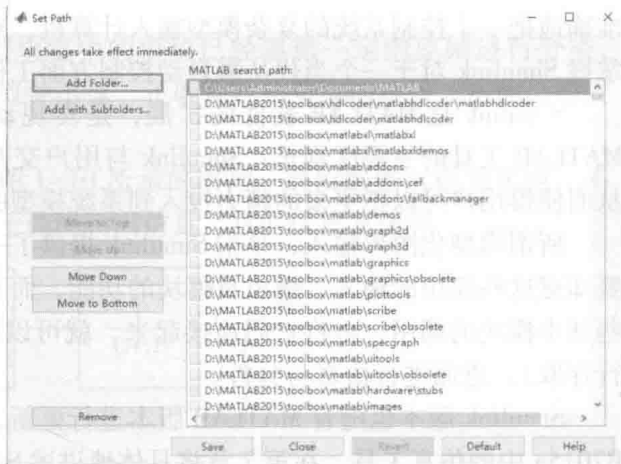 Set Path
All changes take effect immediately.
MATLAB search path:
Add Folder...
Add with Subfolders...
Move to Top
Move Up
Move Down
Move to Bottom
Remove
C:\Users\Administrator\Documents\MATLAB
D:\MATLAB2015\toolbox\hdlcoder\matlabhdlcoder\matlabhdlcoder
D:\MATLAB2015\toolbox\hdlcoder\matlabhdlcoder
D:\MATLAB2015\toolbox\matlabxl\matlabxl
D:\MATLAB2015\toolbox\matlabxl\matlabxldemos
D:\MATLAB2015\toolbox\matlab\addons
D:\MATLAB2015\toolbox\matlab\addons\cef
D:\MATLAB2015\toolbox\matlab\addons\fallbackmanager
D:\MATLAB2015\toolbox\matlab\demos
D:\MATLAB2015\toolbox\matlab\graph2d
D:\MATLAB2015\toolbox\matlab\graph3d
D:\MATLAB2015\toolbox\matlab\graphics
D:\MATLAB2015\toolbox\matlab\graphics\obsolete
D:\MATLAB2015\toolbox\matlab\plottools
D:\MATLAB2015\toolbox\matlab\scribe
D:\MATLAB2015\toolbox\matlab\scribe\obsolete
D:\MATLAB2015\toolbox\matlab\specgraph
D:\MATLAB2015\toolbox\matlab\uitools
D:\MATLAB2015\toolbox\matlab\uitools\obsolete
D:\MATLAB2015\toolbox\matlab\hardware\stubs
D:\MATLAB2015\toolbox\matlab\images
Save
Close
Revert
Default
Help